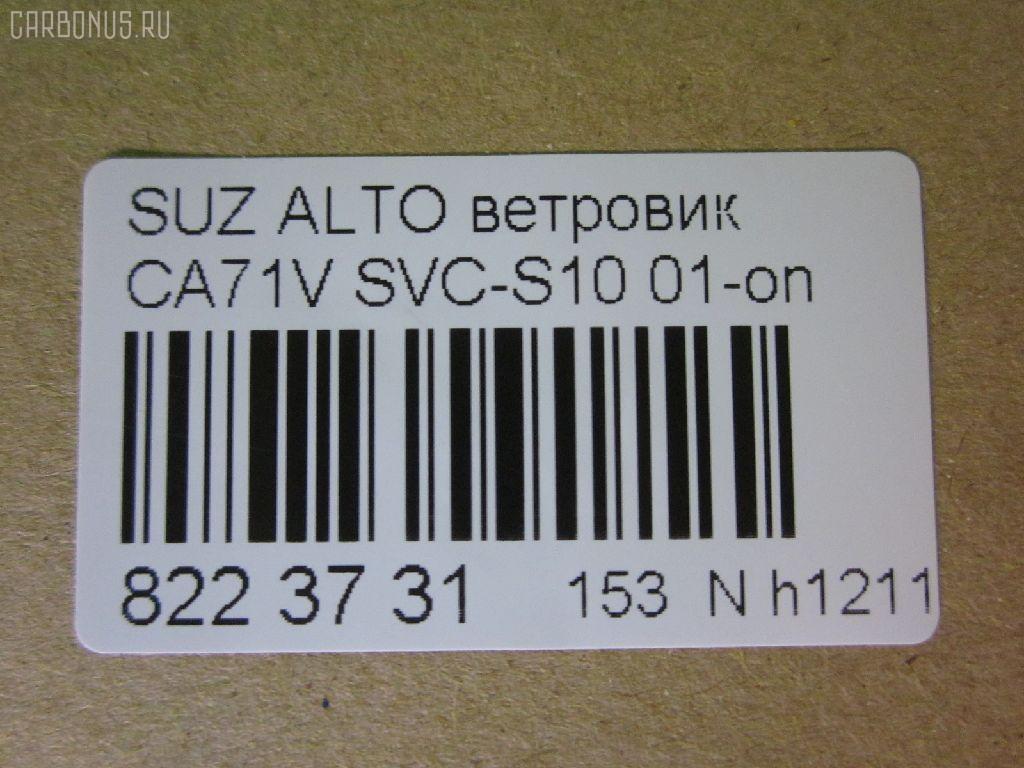 CARBONUS.RU
SUZ ALTO ветровик
CA71V SVC-S10 01-on
822 37 31 153 N h1211